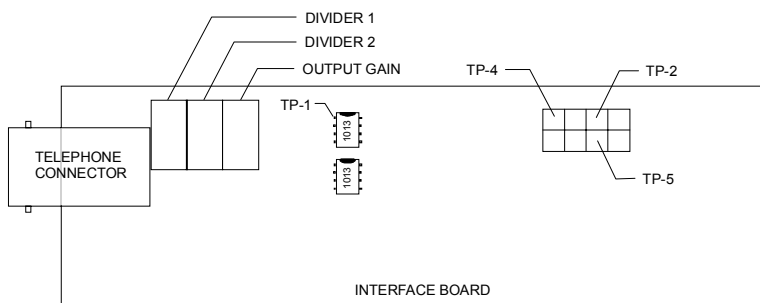 DIVIDER 1
DIVIDER 2
OUTPUT GAIN
TP-4
TP-2
TP-1
1013
TELEPHONE
CONNECTOR
1013
TP-5
INTERFACE BOARD